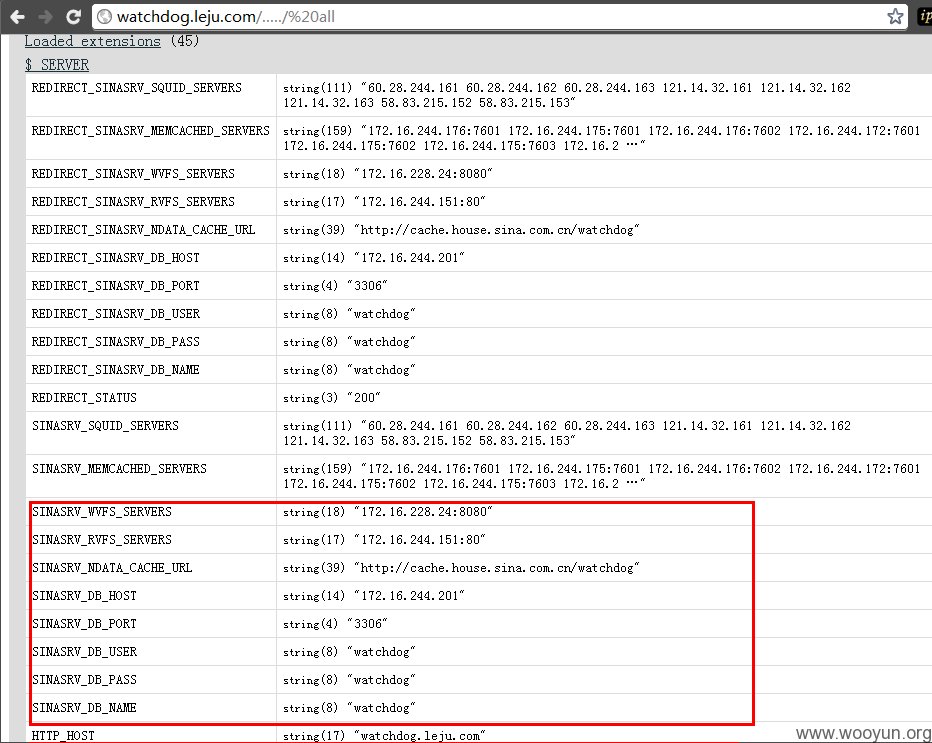 watchdog.leju.com/...../%20all
Loaded extensions (45)
$_SERVER
REDIRECT_SINASRV_SQUID_SERVERS string(111) "60.28.244.161 60.28.244.162 60.28.244.163 121.14.32.161 121.14.32.162
121.14.32.163 58.83.215.152 58.83.215.153"
REDIRECT_SINASRV_MEMCACHED_SERVERS string(159) "172.16.244.176:7601 172.16.244.175:7601 172.16.244.176:7602 172.16.244.172:7601
172.16.244.175:7602 172.16.244.175:7603 172.16.2 …"
REDIRECT_SINASRV_WVFS_SERVERS string(18) "172.16.228.24:8080"
REDIRECT_SINASRV_RVFS_SERVERS string(17) "172.16.244.151:80"
REDIRECT_SINASRV_NDATA_CACHE_URL string(39) "http://cache.house.sina.com.cn/watchdog"
REDIRECT_SINASRV_DB_HOST string(14) "172.16.244.201"
REDIRECT_SINASRV_DB_PORT string(4) "3306"
REDIRECT_SINASRV_DB_USER string(8) "watchdog"
REDIRECT_SINASRV_DB_PASS string(8) "watchdog"
REDIRECT_SINASRV_DB_NAME string(8) "watchdog"
REDIRECT_STATUS string(3) "200"
SINASRV_SQUID_SERVERS string(111) "60.28.244.161 60.28.244.162 60.28.244.163 121.14.32.161 121.14.32.162
121.14.32.163 58.83.215.152 58.83.215.153"
SINASRV_MEMCACHED_SERVERS string(159) "172.16.244.176:7601 172.16.244.175:7601 172.16.244.176:7602 172.16.244.172:7601
172.16.244.175:7602 172.16.244.175:7603 172.16.2 …"
SINASRV_WVFS_SERVERS string(18) "172.16.228.24:8080"
SINASRV_RVFS_SERVERS string(17) "172.16.244.151:80"
SINASRV_NDATA_CACHE_URL string(39) "http://cache.house.sina.com.cn/watchdog"
SINASRV_DB_HOST string(14) "172.16.244.201"
SINASRV_DB_PORT string(4) "3306"
SINASRV_DB_USER string(8) "watchdog"
SINASRV_DB_PASS string(8) "watchdog"
SINASRV_DB_NAME string(8) "watchdog"
HTTP_HOST string(17) "watchdog.leju.com"
www.wooyun.org